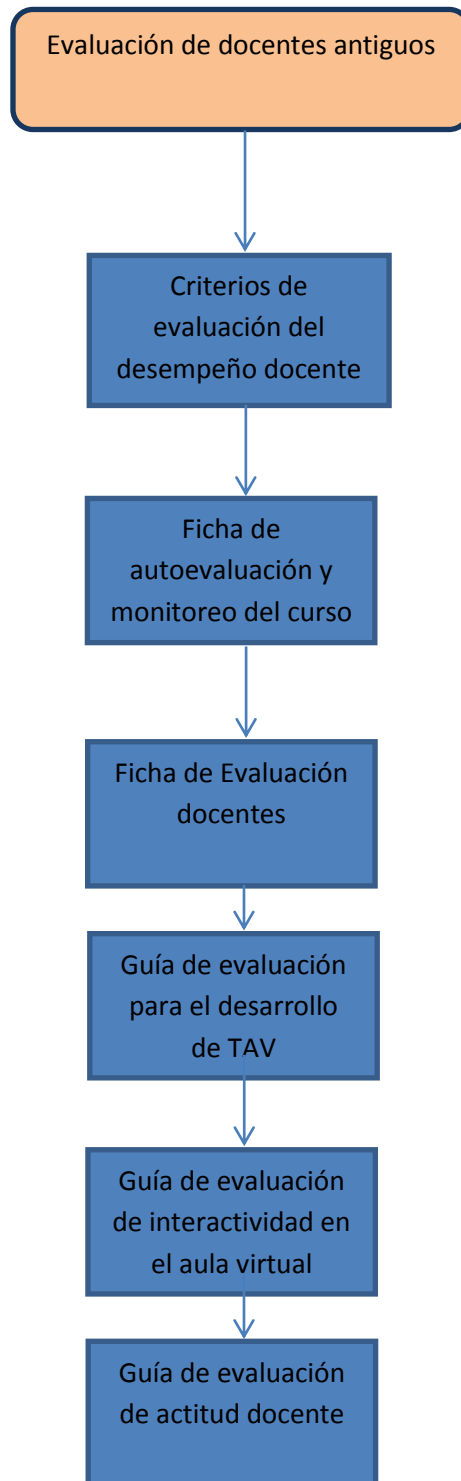 Evaluación de docentes antiguos
Criterios de
evaluación del
desempeño docente
Ficha de
autoevaluación y
monitoreo del curso
Ficha de Evaluación
docentes
Guía de evaluación
para el desarrollo
de TAV
Guía de evaluación
de interactividad en
el aula virtual
Guía de evaluación
de actitud docente